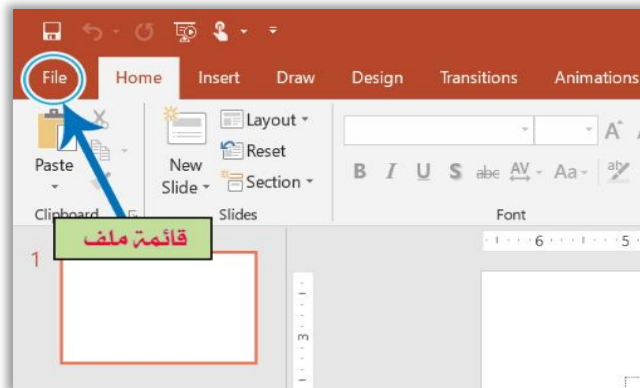 File Home Insert Draw Design Transitions Animations
Paste
New Slide
Layout
Reset
Section
B I U S abc AV Aa
A
Clipboard Slides Font
قائمة ملف
1
6 5
3